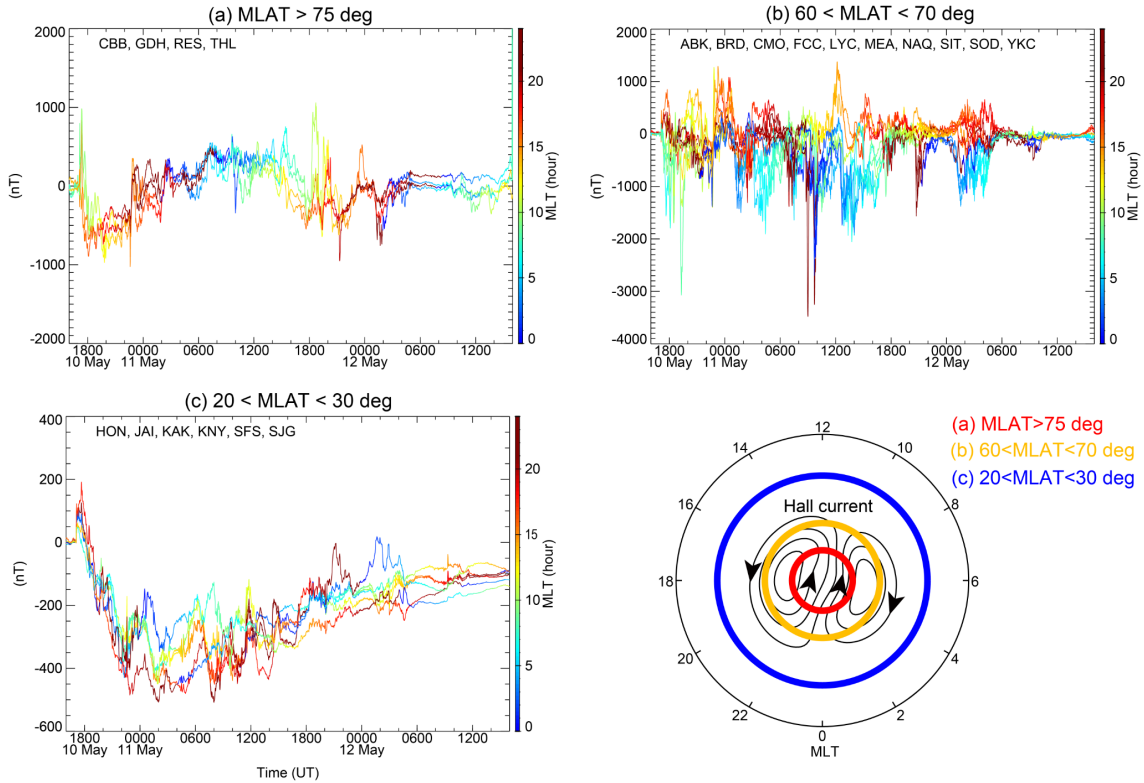 (a) MLAT > 75 deg
CBB, GDH, RES, THL
2000
1000
0
-1000
-2000
(nT)
1800
0000
0600
1200
1800
0000
0600
1200
10 May
11 May
12 May
20
15
10
5
0
MLT (hour)
(b) 60 < MLAT < 70 deg
ABK, BRD, CMO, FCC, LYC, MEA, NAQ, SIT, SOD, YKC
2000
1000
0
-1000
-2000
-3000
-4000
(nT)
1800
0000
0600
1200
1800
0000
0600
1200
10 May
11 May
12 May
20
15
10
5
0
MLT (hour)
(c) 20 < MLAT < 30 deg
HON, JAI, KAK, KNY, SFS, SJG
400
200
0
-200
-400
-600
(nT)
1800
0000
0600
1200
1800
0000
0600
1200
10 May
11 May
12 May
Time (UT)
20
15
10
5
0
MLT (hour)
(a) MLAT>75 deg
(b) 60<MLAT<70 deg
(c) 20<MLAT<30 deg
12
14
10
16
8
Hall current
18
6
20
4
22
2
0
MLT